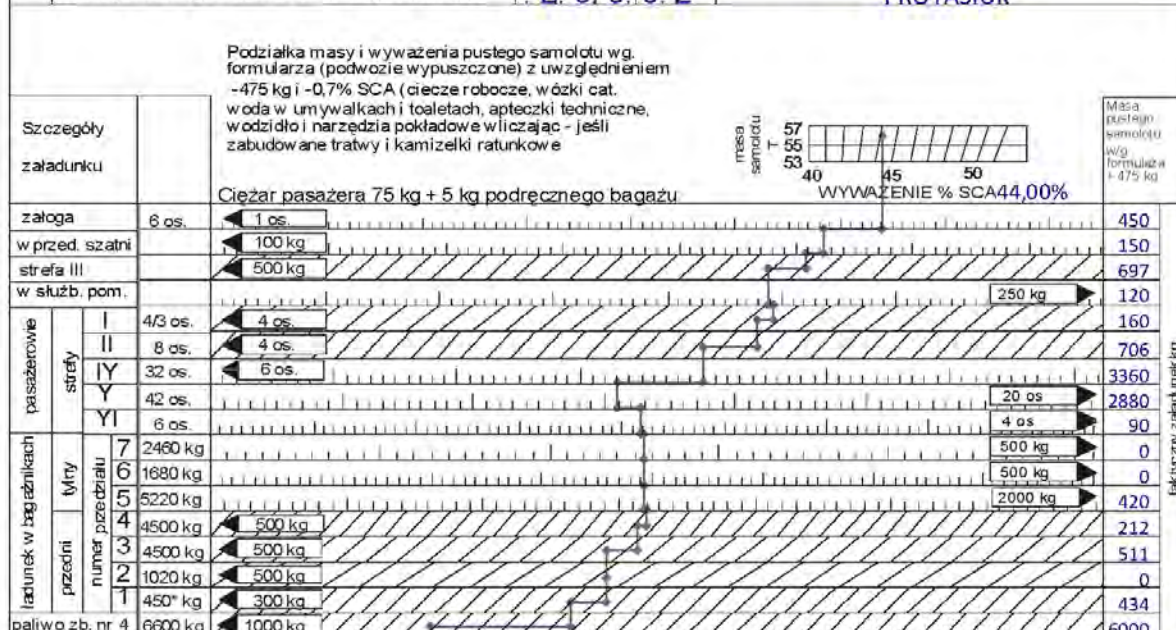 Podziałka masy i wyważenia pustego samolotu wg.
formularza (podwozie wypuszczone) z uwzględnieniem
-475 kg i -0,7% SCA (ciecze robocze, wózki cat.
woda w umywalkach i toaletach, apteczki techniczne,
wodzidło i narzędzia pokładowe wliczając - jeśli
zabudowane tratwy i kamizelki ratunkowe
Szczegóły
załadunku
masa
samolotu
T
57
55
53
40 45 50
WYWAŻENIE % SCA 44,00%
Masa
pustego
samolotu
w/g
formularza
+ 475 kg
Ciężar pasażera 75 kg + 5 kg podręcznego bagażu
załoga 6 os. 1 os. 450
w przed. szatni 100 kg 150
strefa III 500 kg 697
w służb. pom. 250 kg 120
pasażerowie
strefy
I 4/3 os. 4 os. 160
II 8 os. 4 os. 706
IY 32 os. 6 os. 3360
Y 42 os. 20 os 2880
YI 6 os. 4 os 90
ładunek w bagażnikach
tylny
przedni
numer przedziału
7 2460 kg 500 kg 0
6 1680 kg 500 kg 0
5 5220 kg 2000 kg 420
4 4500 kg 500 kg 212
3 4500 kg 500 kg 511
2 1020 kg 500 kg 0
1 450* kg 300 kg 434
paliwo zb. nr 4 6600 kg 1000 kg 6000